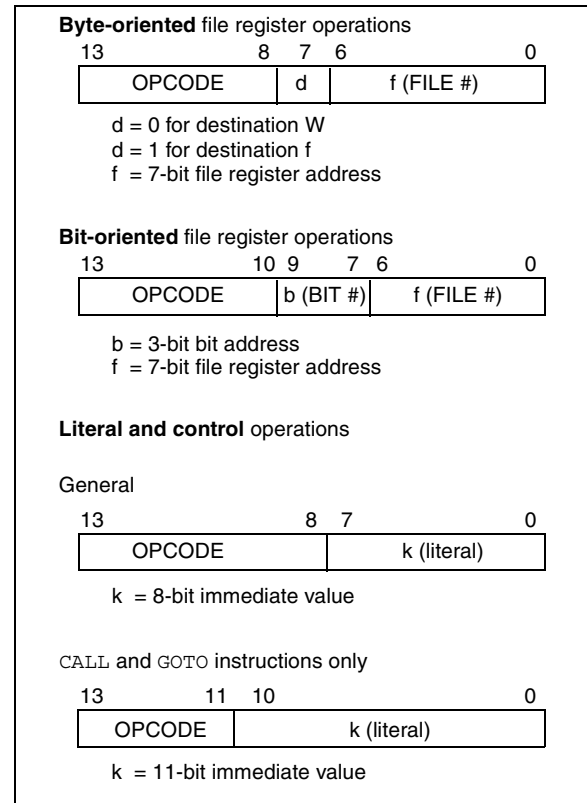 Byte-oriented file register operations
13 8 7 6 0
OPCODE d f (FILE #)
d = 0 for destination W
d = 1 for destination f
f = 7-bit file register address
Bit-oriented file register operations
13 10 9 7 6 0
OPCODE b (BIT #) f (FILE #)
b = 3-bit bit address
f = 7-bit file register address
Literal and control operations
General
13 8 7 0
OPCODE k (literal)
k = 8-bit immediate value
CALL and GOTO instructions only
13 11 10 0
OPCODE k (literal)
k = 11-bit immediate value